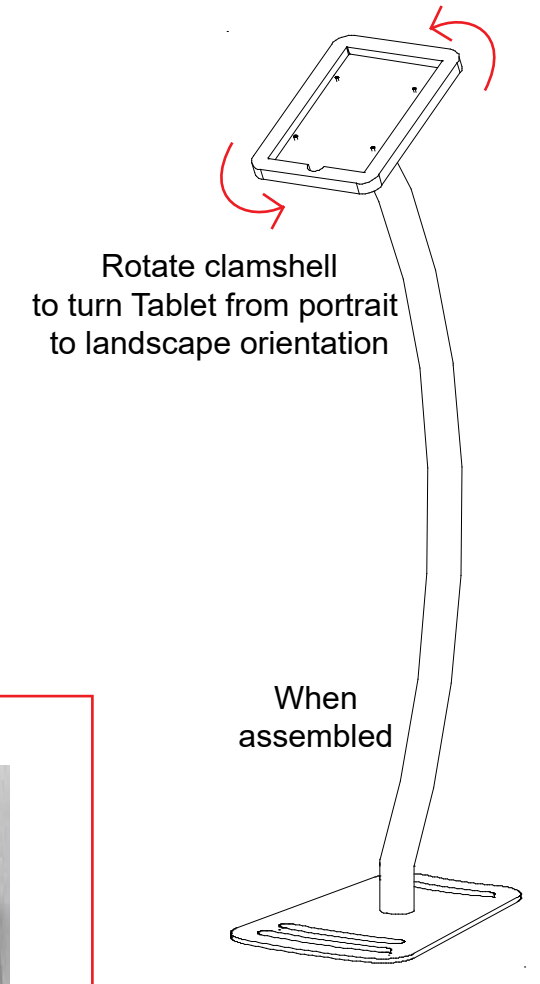 Rotate clamshell
to turn Tablet from portrait
to landscape orientation
When
assembled